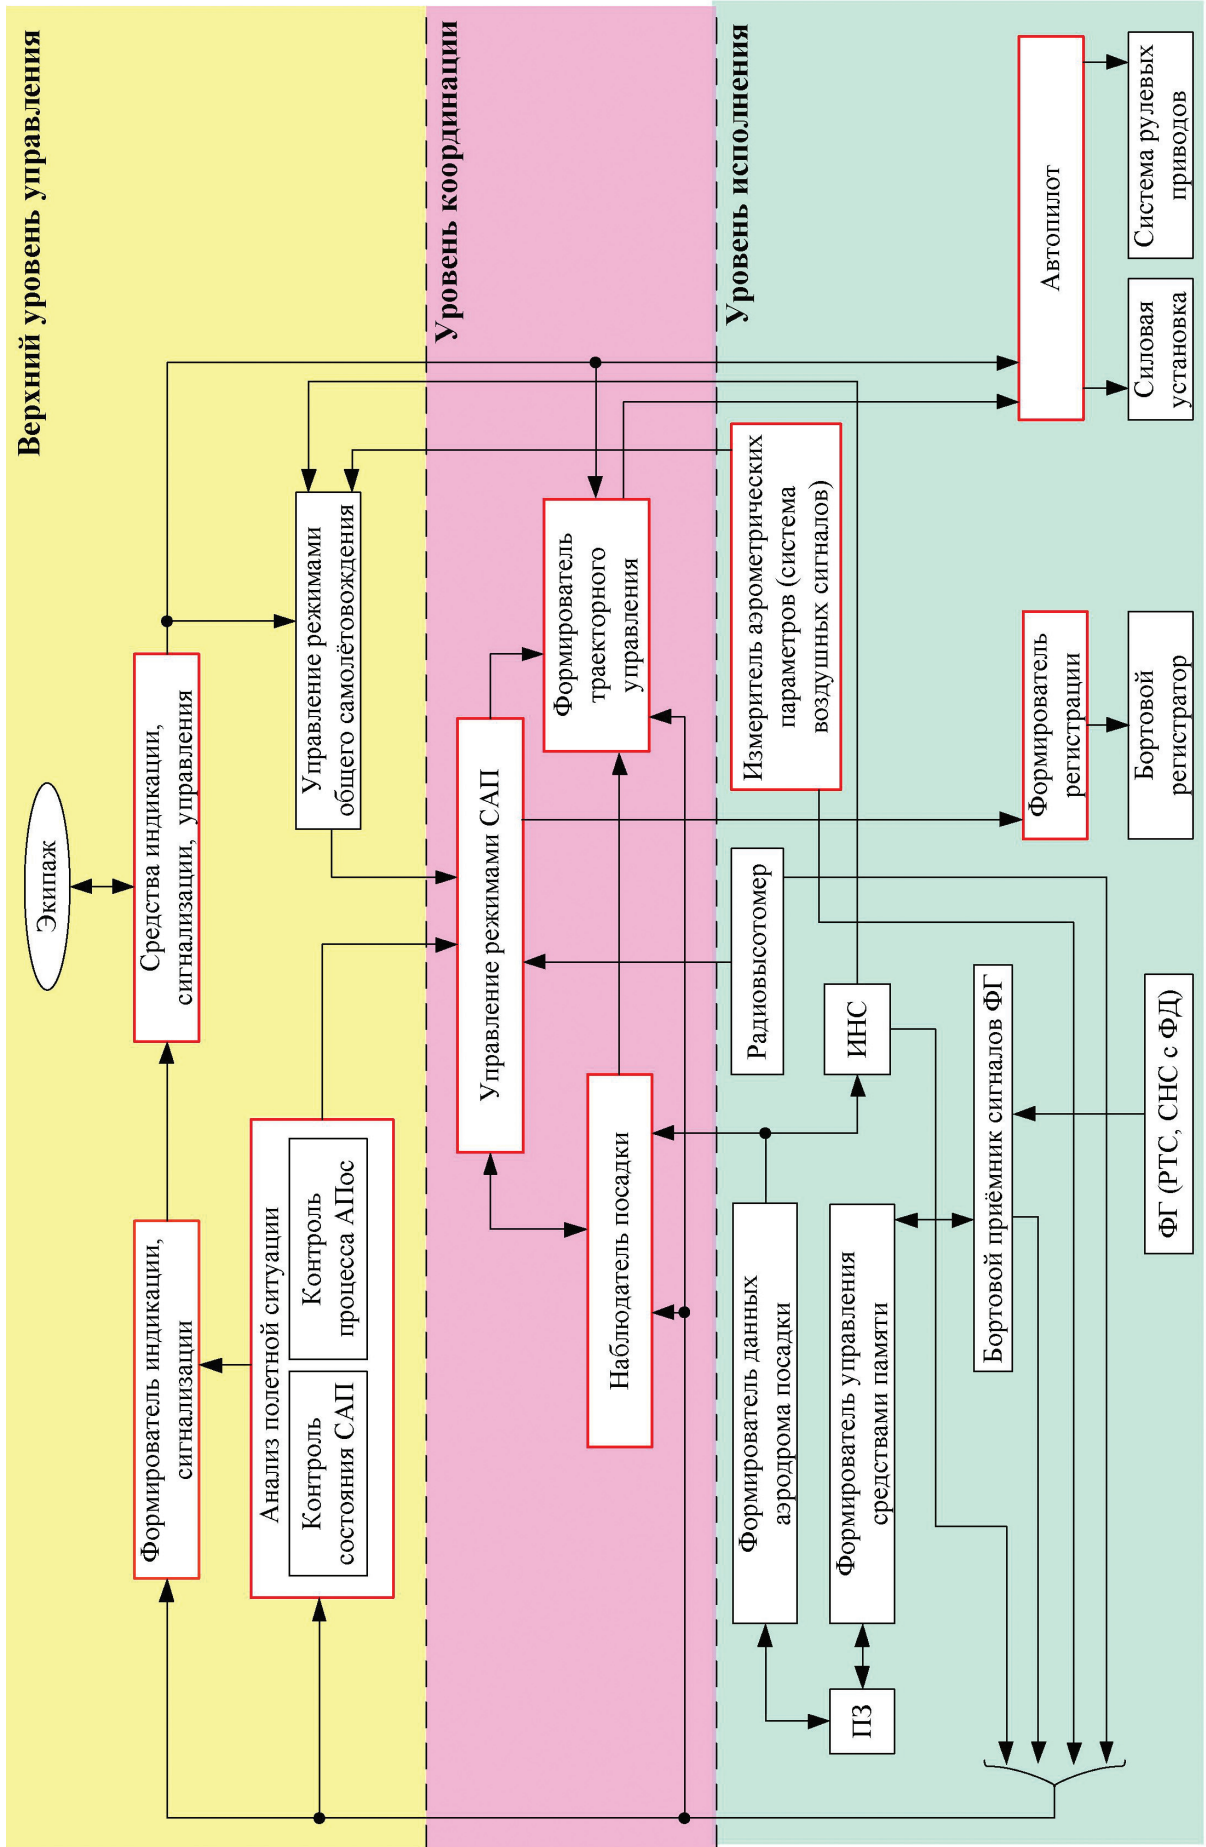 Верхний уровень управления
Экипаж
Формирователь индикации,
сигнализации
Средства индикации,
сигнализации, управления
Анализ полетной ситуации
Контроль
состояния САП
Контроль
процесса АПос
Управление режимами
общего самолётовождения
Уровень координации
Управление режимами САП
Наблюдатель посадки
Формирователь
траекторного
управления
Уровень исполнения
Формирователь данных
аэродрома посадки
Радиовысотомер
Измеритель аэрометрических
параметров (система
воздушных сигналов)
ПЗ
Формирователь управления
средствами памяти
ИНС
Бортовой приёмник сигналов ФГ
ФГ (РТС, СНС с ФД)
Формирователь
регистрации
Бортовой
регистратор
Автопилот
Силовая
установка
Система рулевых
приводов